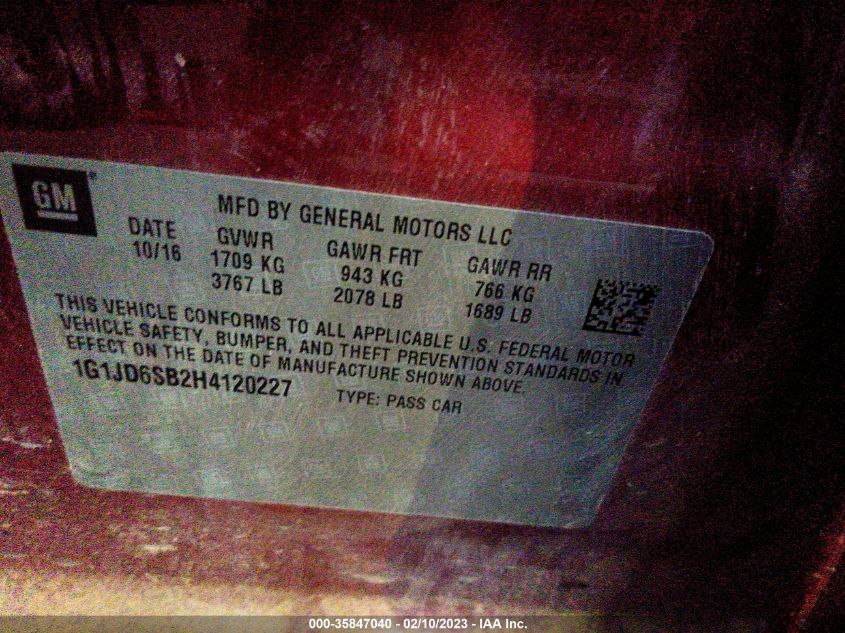 GM
MFD BY GENERAL MOTORS LLC
DATE GVWR GAWR FRT GAWR RR
10/16 1709 KG 943 KG 766 KG
3767 LB 2078 LB 1689 LB
THIS VEHICLE CONFORMS TO ALL APPLICABLE U.S. FEDERAL MOTOR
VEHICLE SAFETY, BUMPER, AND THEFT PREVENTION STANDARDS IN
EFFECT ON THE DATE OF MANUFACTURE SHOWN ABOVE.
1G1JD6SB2H4120227 TYPE: PASS CAR
000-35847040 - 02/10/2023 - IAA Inc.